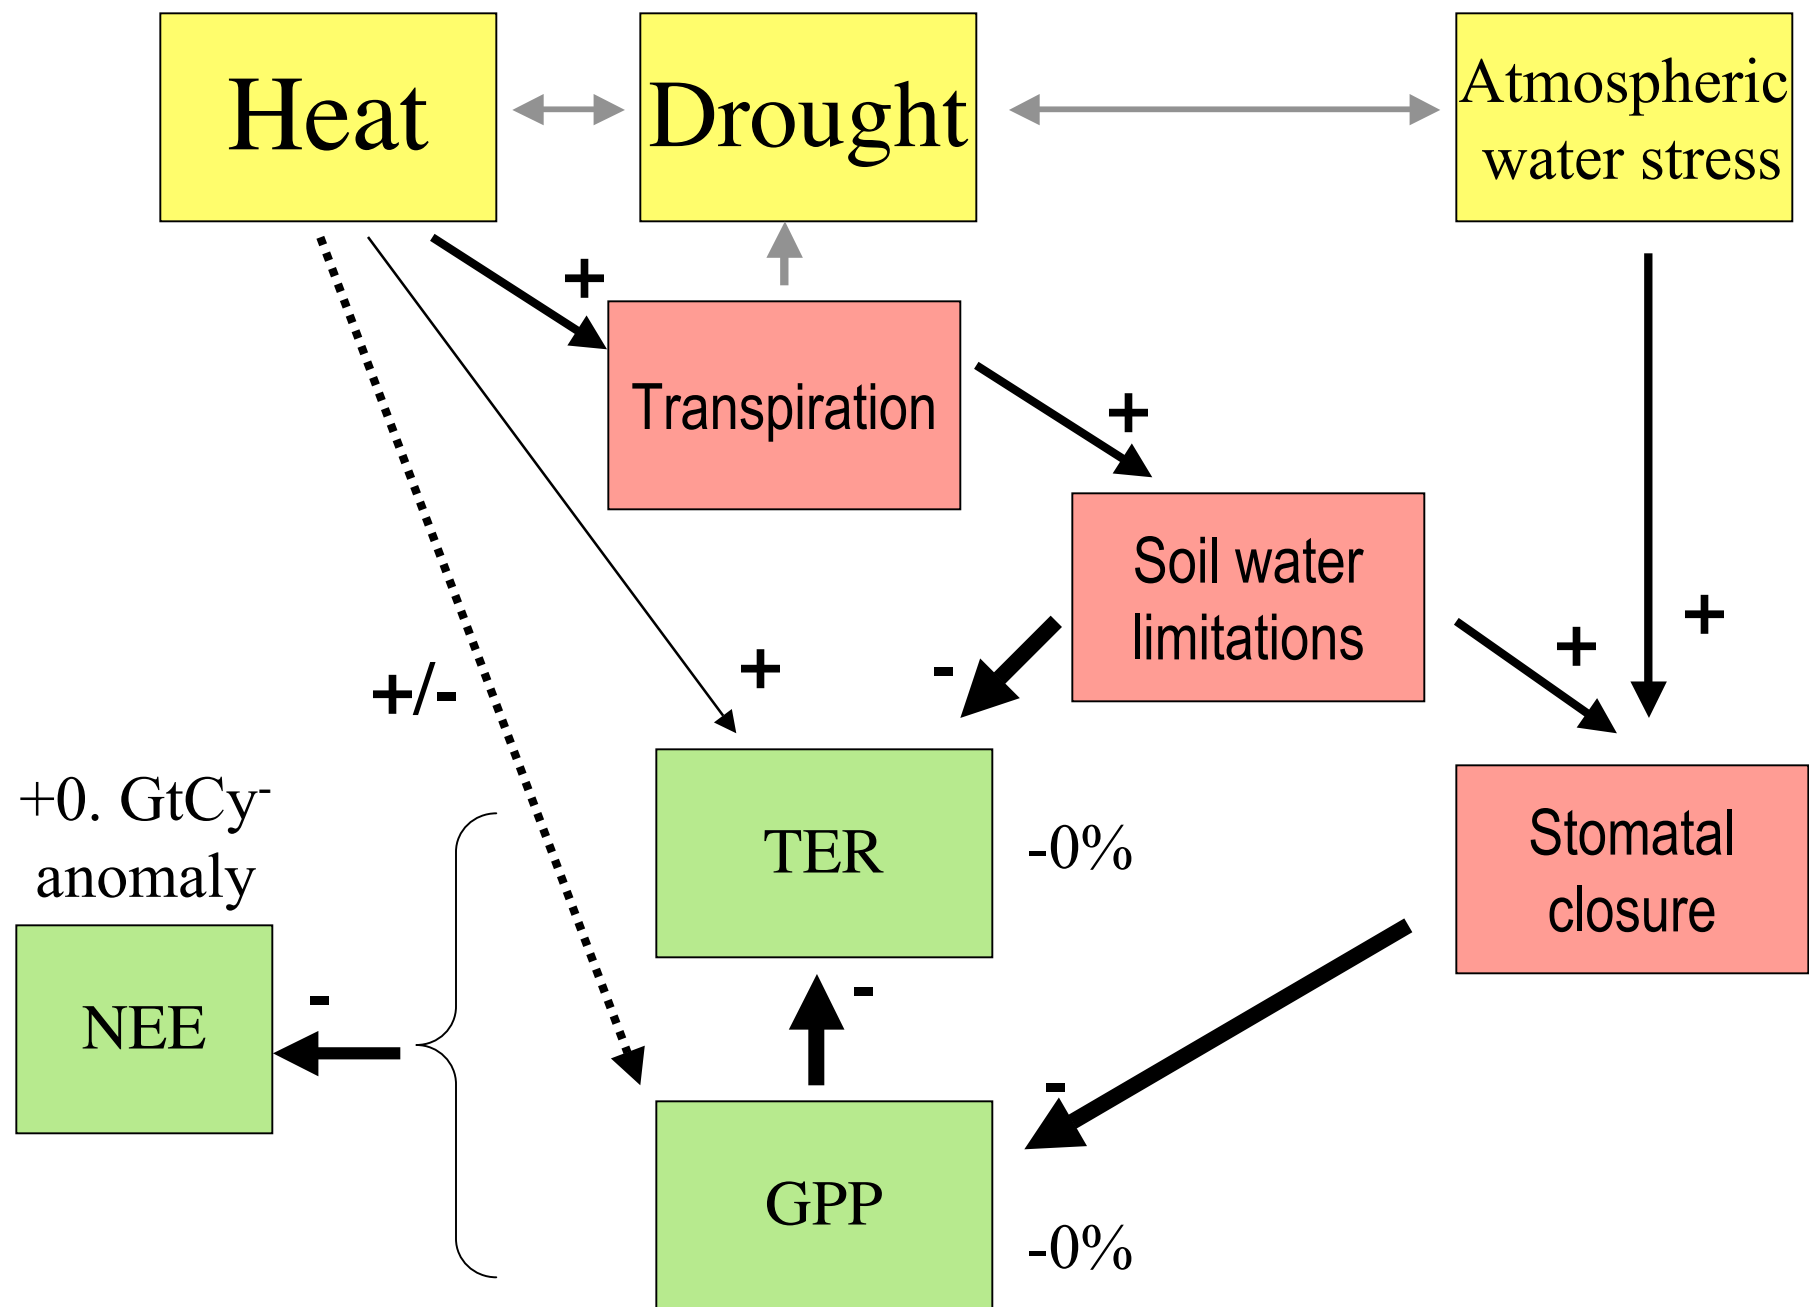 Heat
Drought
Atmospheric
water stress
+
Transpiration
+
Soil water
limitations
+
+
+/-
+
-
+0. GtCy-
anomaly
TER
-0%
Stomatal
closure
NEE
-
-
-
GPP
-0%